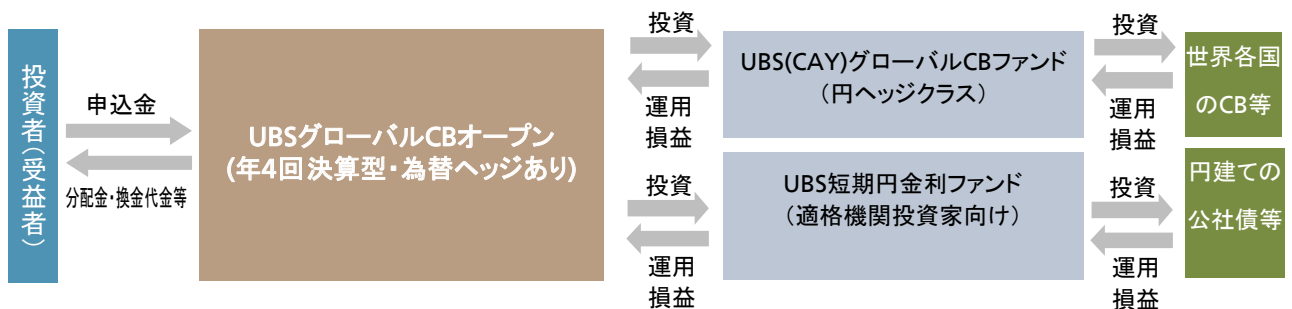 投資者(受益者)
申込金
分配金・換金代金等
UBSグローバルCBオープン
(年4回決算型・為替ヘッジあり)
投資
運用
損益
UBS(CAY)グローバルCBファンド
(円ヘッジクラス)
投資
運用
損益
世界各国
のCB等
投資
運用
損益
UBS短期円金利ファンド
(適格機関投資家向け)
投資
運用
損益
円建ての
公社債等